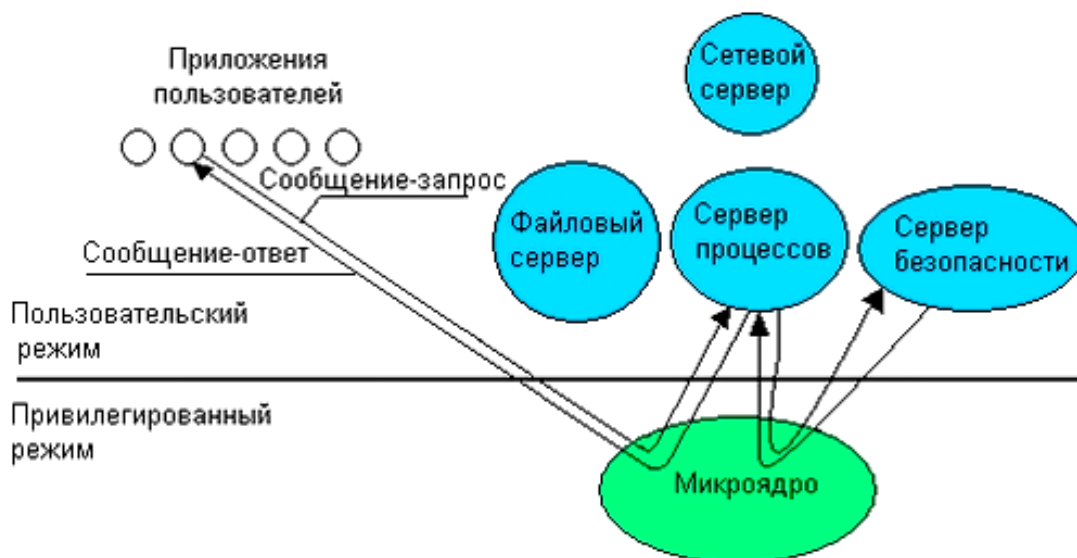 Приложения
пользователей
Сетевой
сервер
Сообщение-запрос
Файловый
сервер
Сервер
процессов
Сервер
безопасности
Сообщение-ответ
Пользовательский
режим
Привилегированный
режим
Микроядро